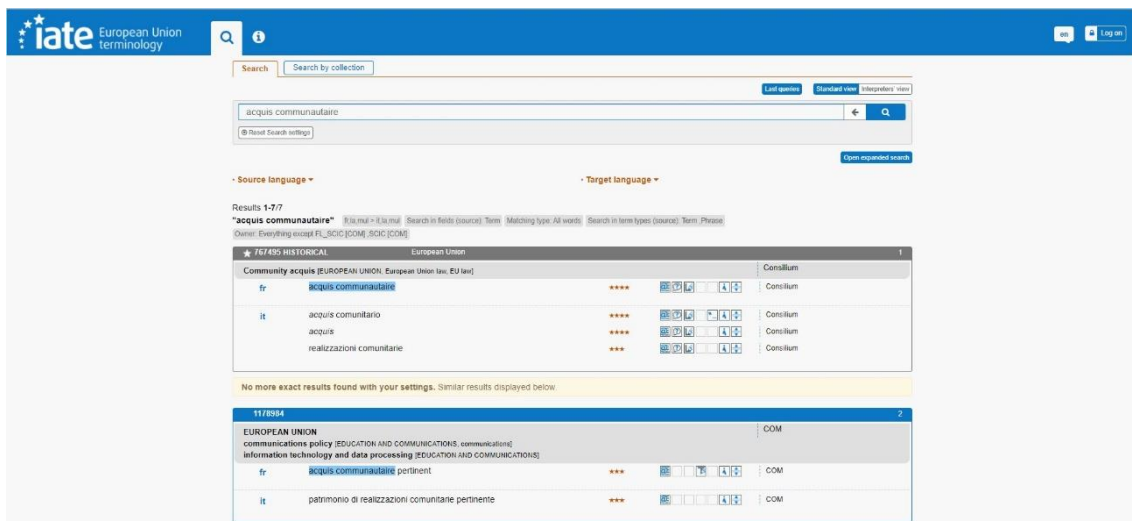 iate European Union
terminology
en
Log on
Search
Search by collection
Last queries
Standard view Interpreters' view
acquis communautaire
Reset Search settings
Open expanded search
Source language
Target language
Results 1-7/7
"acquis communautaire" fr,la,mul > it,la,mul Search in fields (source): Term Matching type: All words Search in term types (source): Term ,Phrase
Owner: Everything except FL_SCIC [COM] ,SCIC [COM]
767495 HISTORICAL European Union 1
Community acquis [EUROPEAN UNION, European Union law, EU law] Consilium
fr acquis communautaire **** Consilium
it acquis comunitario **** Consilium
acquis **** Consilium
realizzazioni comunitarie *** Consilium
No more exact results found with your settings. Similar results displayed below.
1178984 2
EUROPEAN UNION COM
communications policy [EDUCATION AND COMMUNICATIONS, communications]
information technology and data processing [EDUCATION AND COMMUNICATIONS]
fr acquis communautaire pertinent *** COM
it patrimonio di realizzazioni comunitarie pertinente *** COM